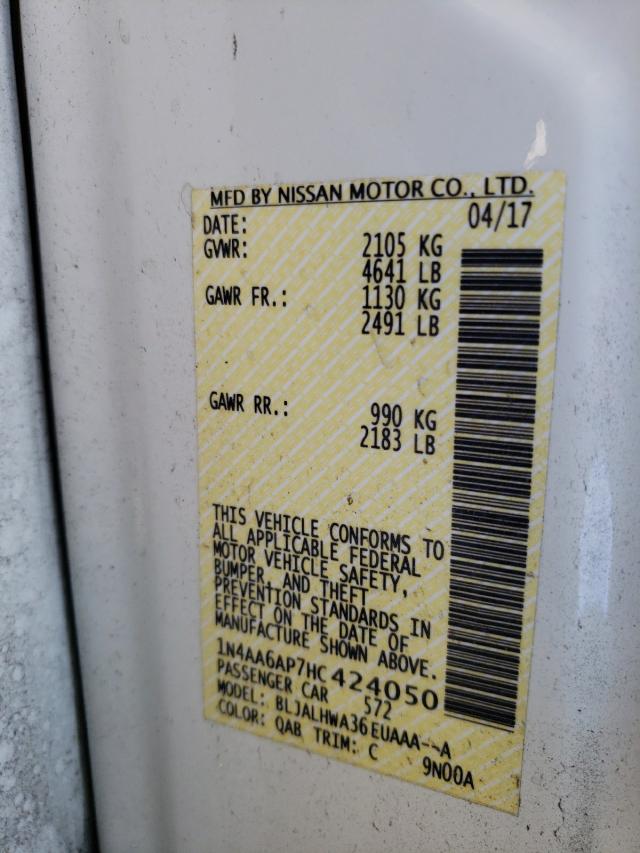 MFD BY NISSAN MOTOR CO., LTD.
DATE: 04/17
GVWR: 2105 KG
4641 LB
GAWR FR.: 1130 KG
2491 LB
GAWR RR.: 990 KG
2183 LB
THIS VEHICLE CONFORMS TO
ALL APPLICABLE FEDERAL
MOTOR VEHICLE SAFETY,
BUMPER, AND THEFT
PREVENTION STANDARDS IN
EFFECT ON THE DATE OF
MANUFACTURE SHOWN ABOVE.
1N4AA6AP7HC424050
PASSENGER CAR 572
MODEL: BLJALHWA36EUAAA--A
COLOR: QAB TRIM: C 9N00A